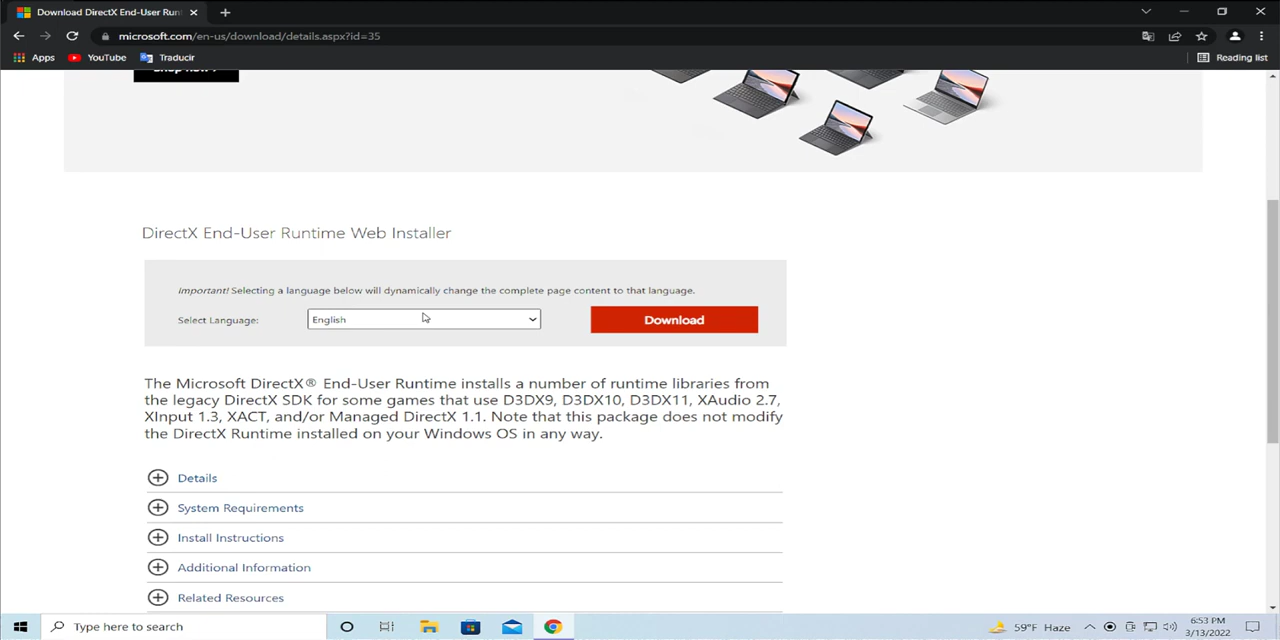 Download DirectX End-User Runt
microsoft.com/en-us/download/details.aspx?id=35
Apps YouTube Traducir Reading list
Shop now >
DirectX End-User Runtime Web Installer
Important! Selecting a language below will dynamically change the complete page content to that language.
Select Language: English Download
The Microsoft DirectX® End-User Runtime installs a number of runtime libraries from
the legacy DirectX SDK for some games that use D3DX9, D3DX10, D3DX11, XAudio 2.7,
XInput 1.3, XACT, and/or Managed DirectX 1.1. Note that this package does not modify
the DirectX Runtime installed on your Windows OS in any way.
Details
System Requirements
Install Instructions
Additional Information
Related Resources
Type here to search
59°F Haze
6:53 PM
3/13/2022